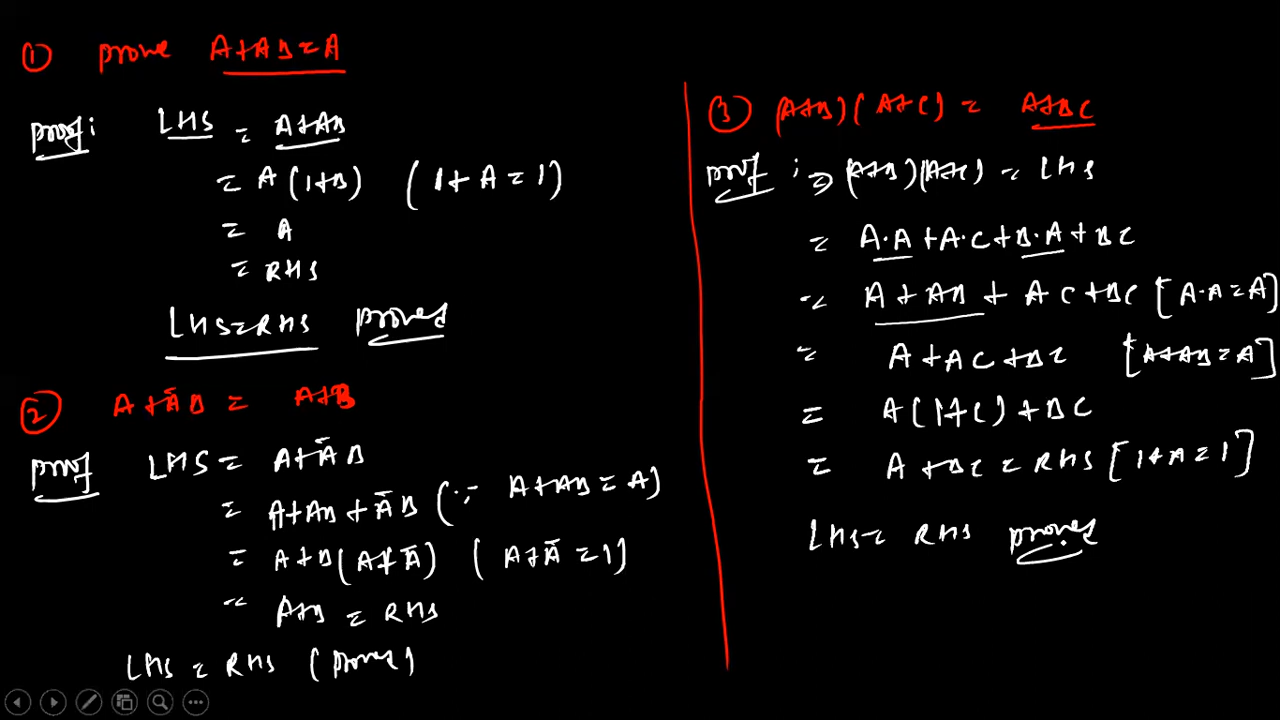 ① prove A+AB=A
proof: LHS = A+AB
= A(1+B) (1+A=1)
= A
= RHS
LHS=RHS proved
② A+ĀB = A+B
proof LHS = A+ĀB
= A+AB+ĀB (∵ A+AB=A)
= A+B(A+Ā) (A+Ā=1)
= A+B = RHS
LHS = RHS (proved)
③ (A+B)(A+C) = A+BC
proof :⇒ (A+B)(A+C) = LHS
= A·A+A·C+B·A+BC
= A+AB+AC+BC [A·A=A]
= A+AC+BC [A+AB=A]
= A(1+C)+BC
= A+BC=RHS [1+A=1]
LHS= RHS proved